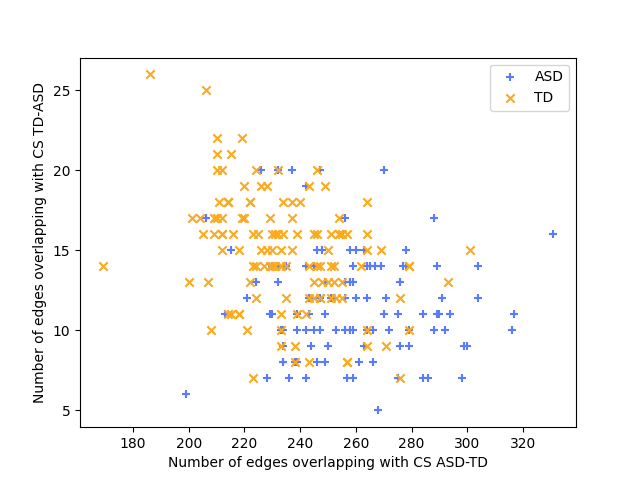 ASD
TD
25
20
15
10
5
180 200 220 240 260 280 300 320
Number of edges overlapping with CS TD-ASD
Number of edges overlapping with CS ASD-TD